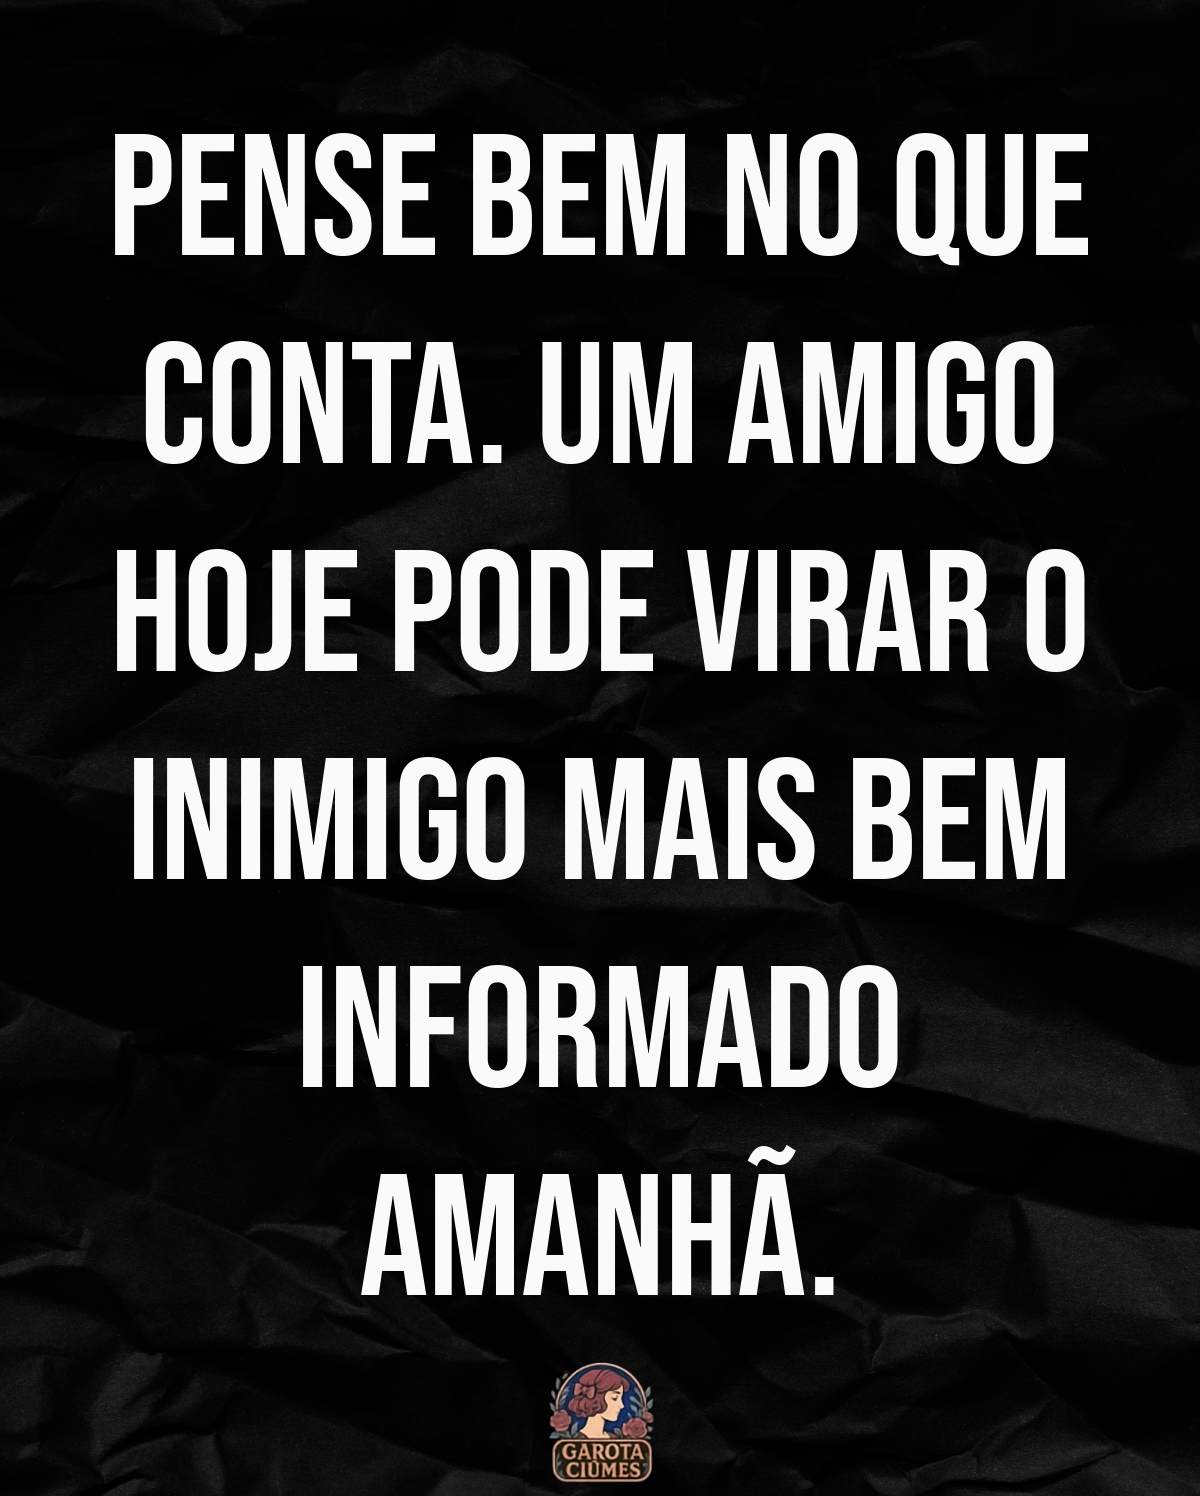 PENSE BEM NO QUE
CONTA. UM AMIGO
HOJE PODE VIRAR O
INIMIGO MAIS BEM
INFORMADO
AMANHÃ.
GAROTA
CIÚMES